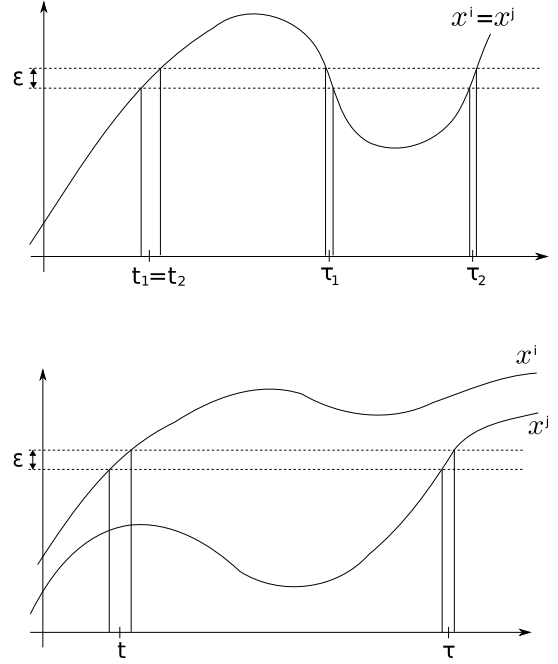 xⁱ=xʲ
ε
t₁=t₂
τ₁
τ₂
xⁱ
xʲ
ε
t
τ